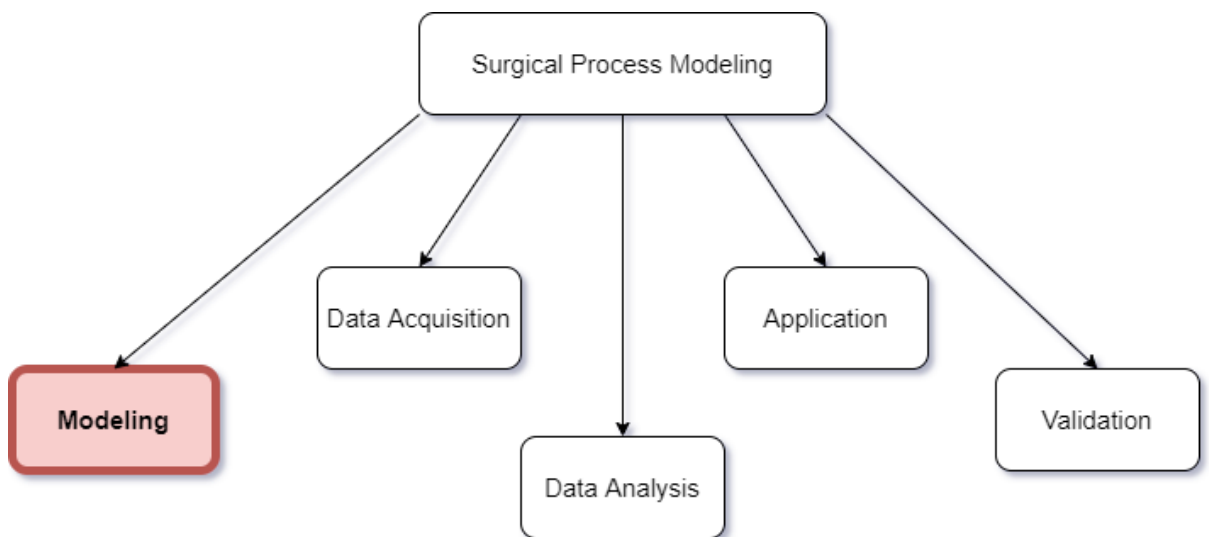 Surgical Process Modeling
Data Acquisition
Application
Modeling
Validation
Data Analysis